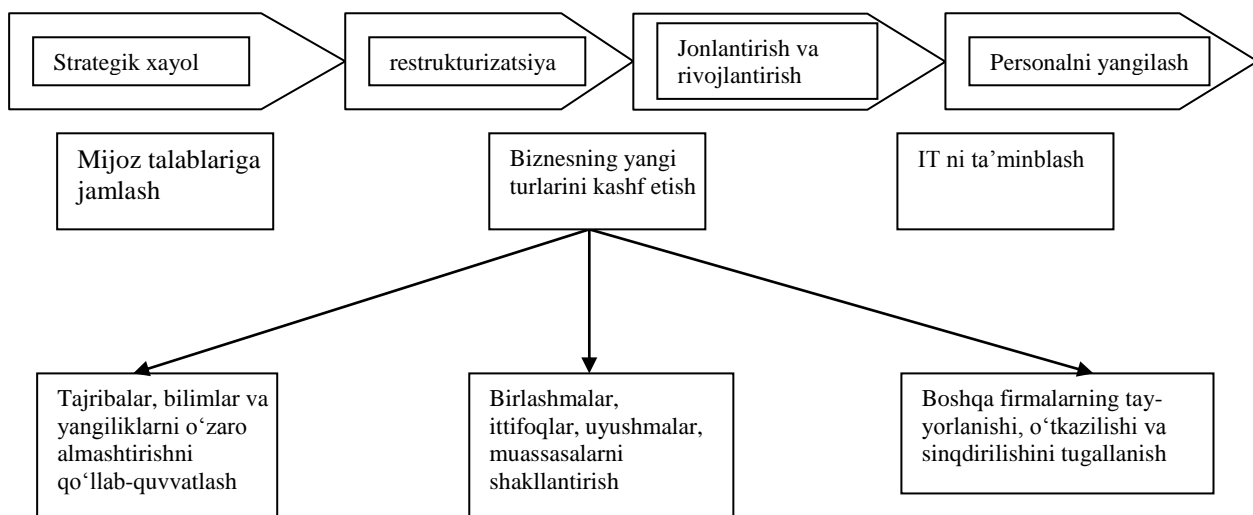 Strategik xayol
restrukturizatsiya
Jonlantirish va
rivojlantirish
Personalni yangilash
Mijoz talablariga
jamlash
Biznesning yangi
turlarini kashf etish
IT ni ta’minblash
Tajribalar, bilimlar va
yangiliklarni o‘zaro
almashtirishni
qo‘llab-quvvatlash
Birlashmalar,
ittifoqlar, uyushmalar,
muassasalarni
shakllantirish
Boshqa firmalarning tay-
yorlanishi, o‘tkazilishi va
sinqdirilishini tugallanish